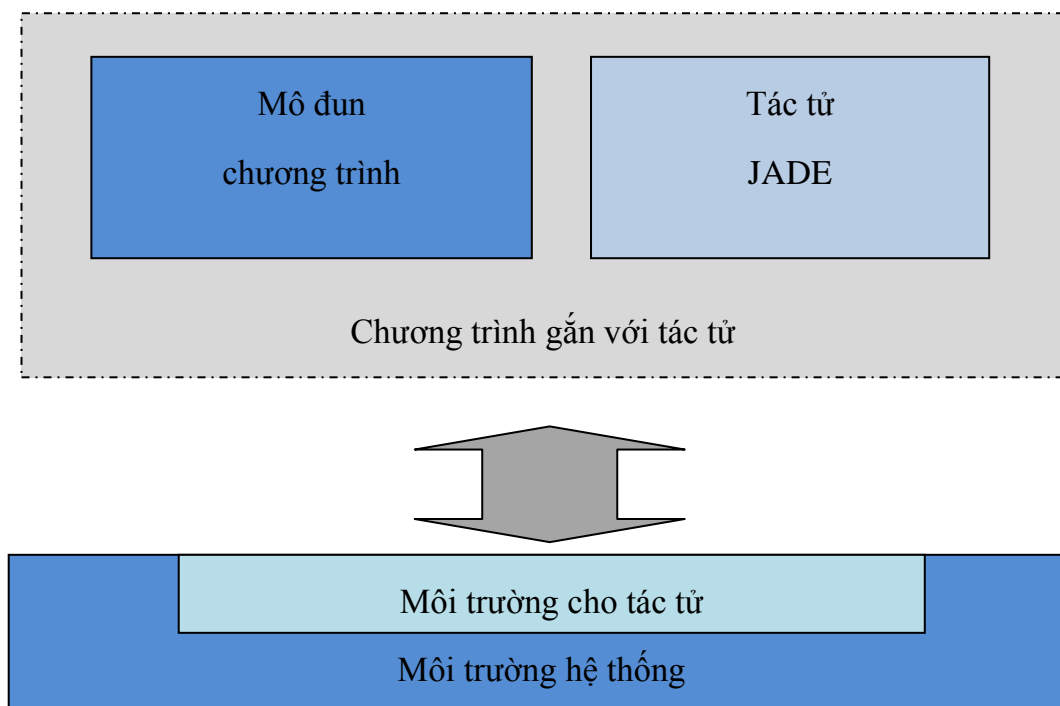 Mô đun
chương trình
Tác tử
JADE
Chương trình gắn với tác tử
Môi trường cho tác tử
Môi trường hệ thống